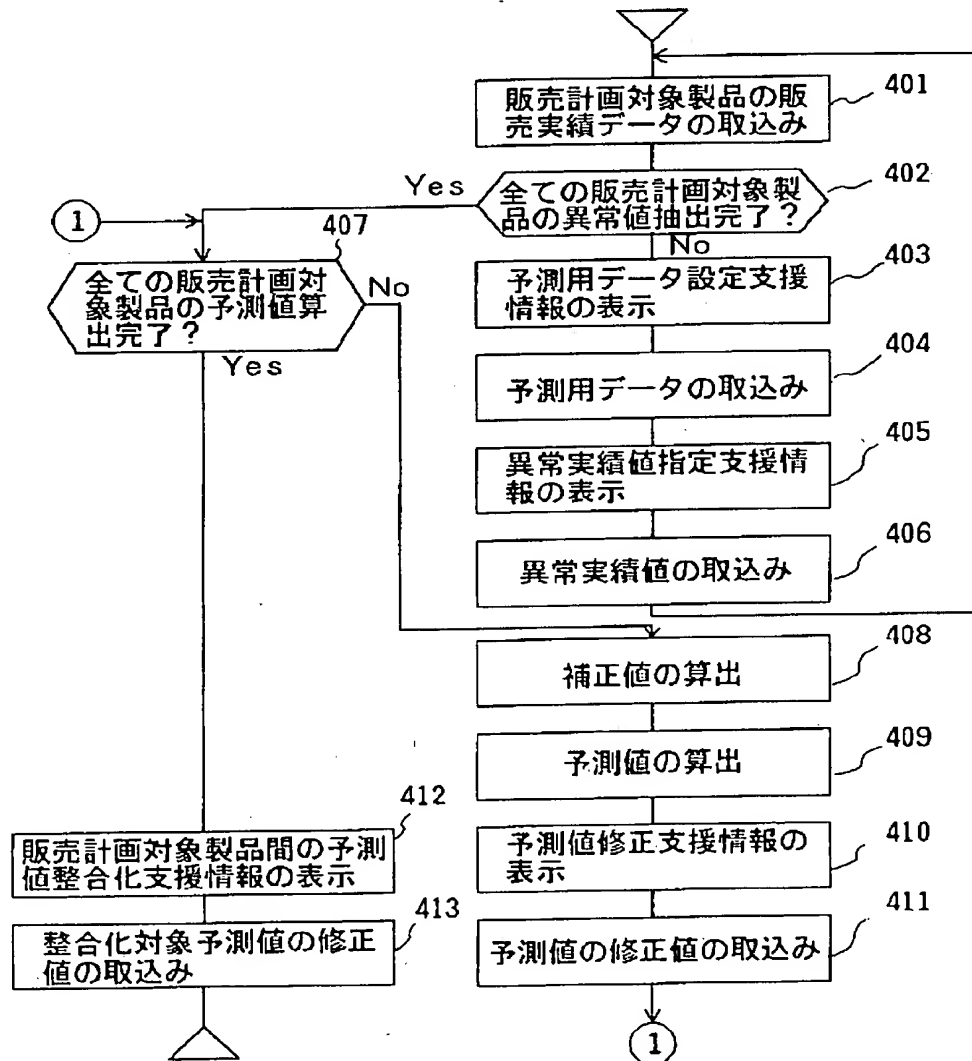 販売計画対象製品の販
売実績データの取込み
401
全ての販売計画対象製
品の異常値抽出完了？
402
Yes
No
1
407
全ての販売計画対
象製品の予測値算
出完了？
No
Yes
予測用データ設定支援
情報の表示
403
予測用データの取込み
404
異常実績値指定支援情
報の表示
405
異常実績値の取込み
406
補正値の算出
408
予測値の算出
409
予測値修正支援情報の
表示
410
予測値の修正値の取込み
411
1
412
販売計画対象製品間の予測
値整合化支援情報の表示
413
整合化対象予測値の修正
値の取込み